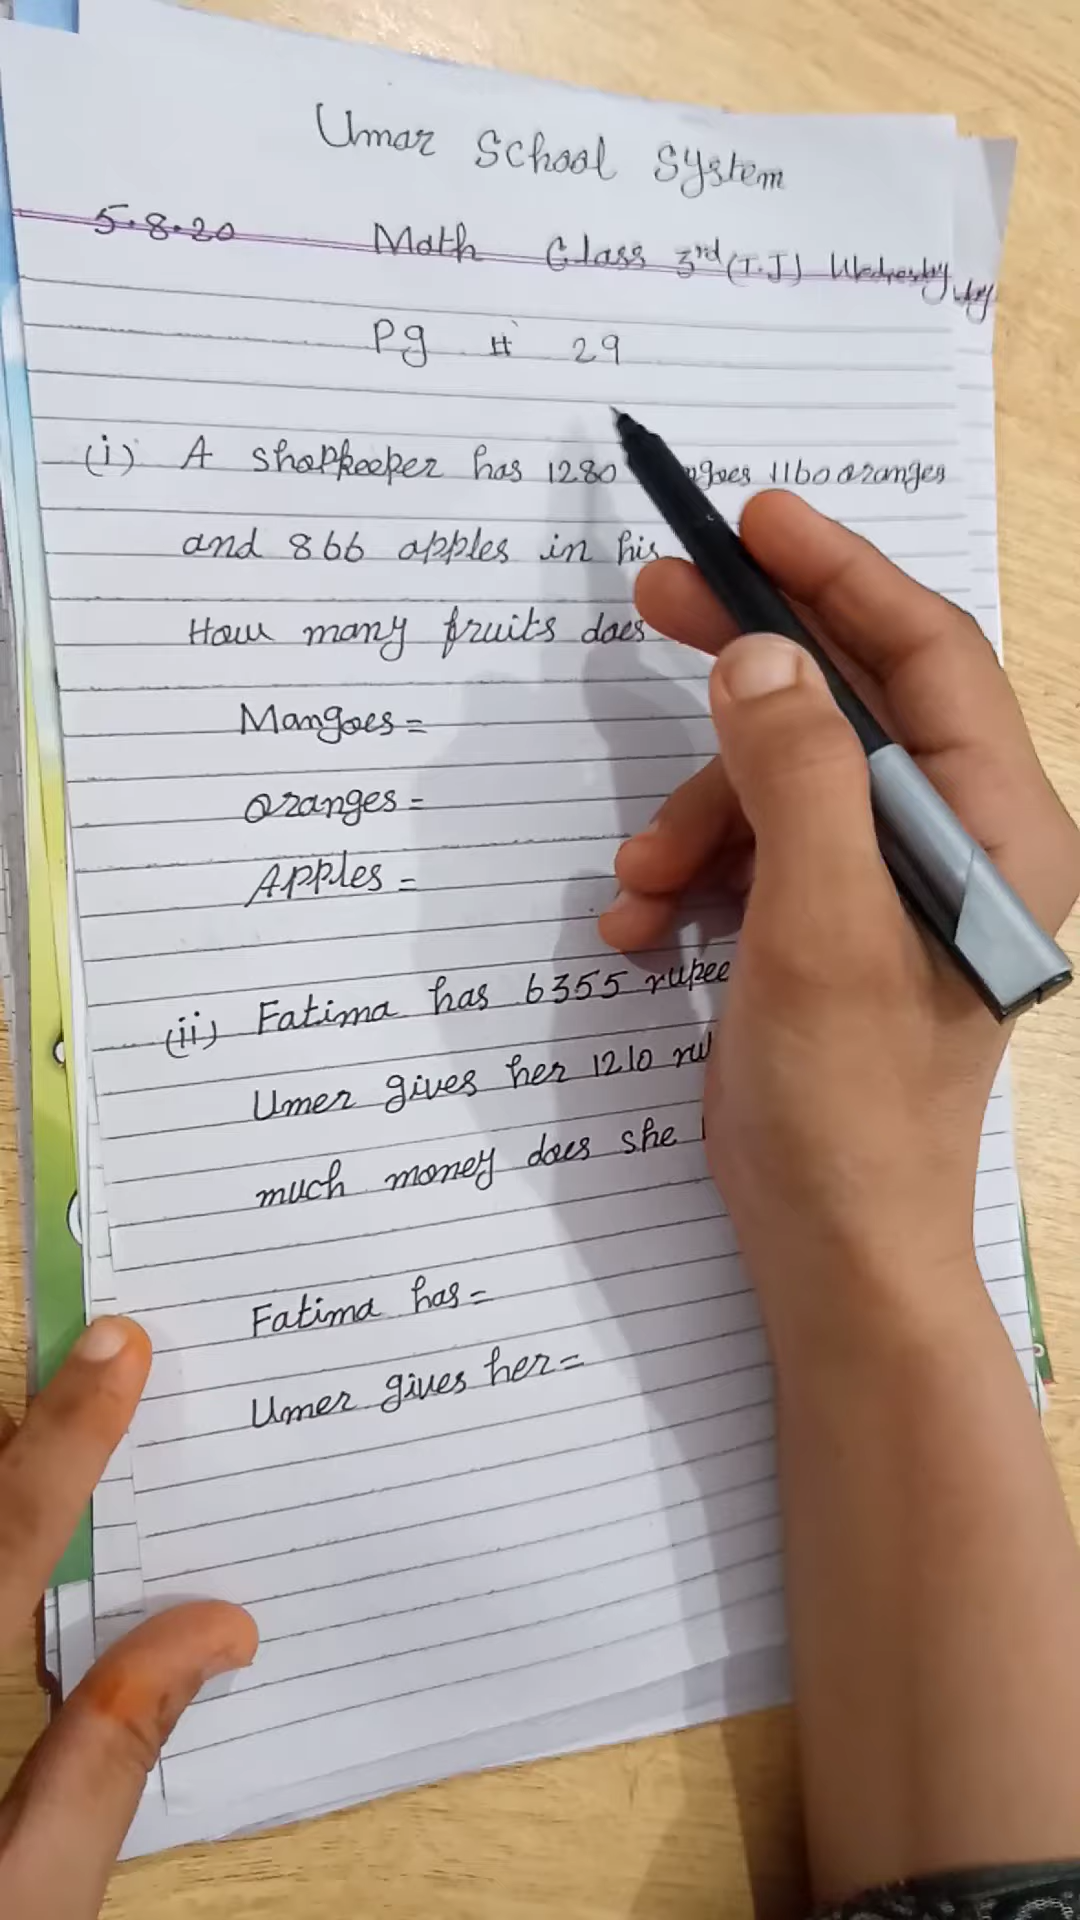 Umar School System
5.8.20 Math Class 3rd (T.J) Wednesday
Pg # 29
(i) A shopkeeper has 1280 1160 oranges
and 866 apples in his
How many fruits does
Mangoes =
Oranges =
Apples =
(ii) Fatima has 6355
Umer gives her 1210
much money does she
Fatima has =
Umer gives her =